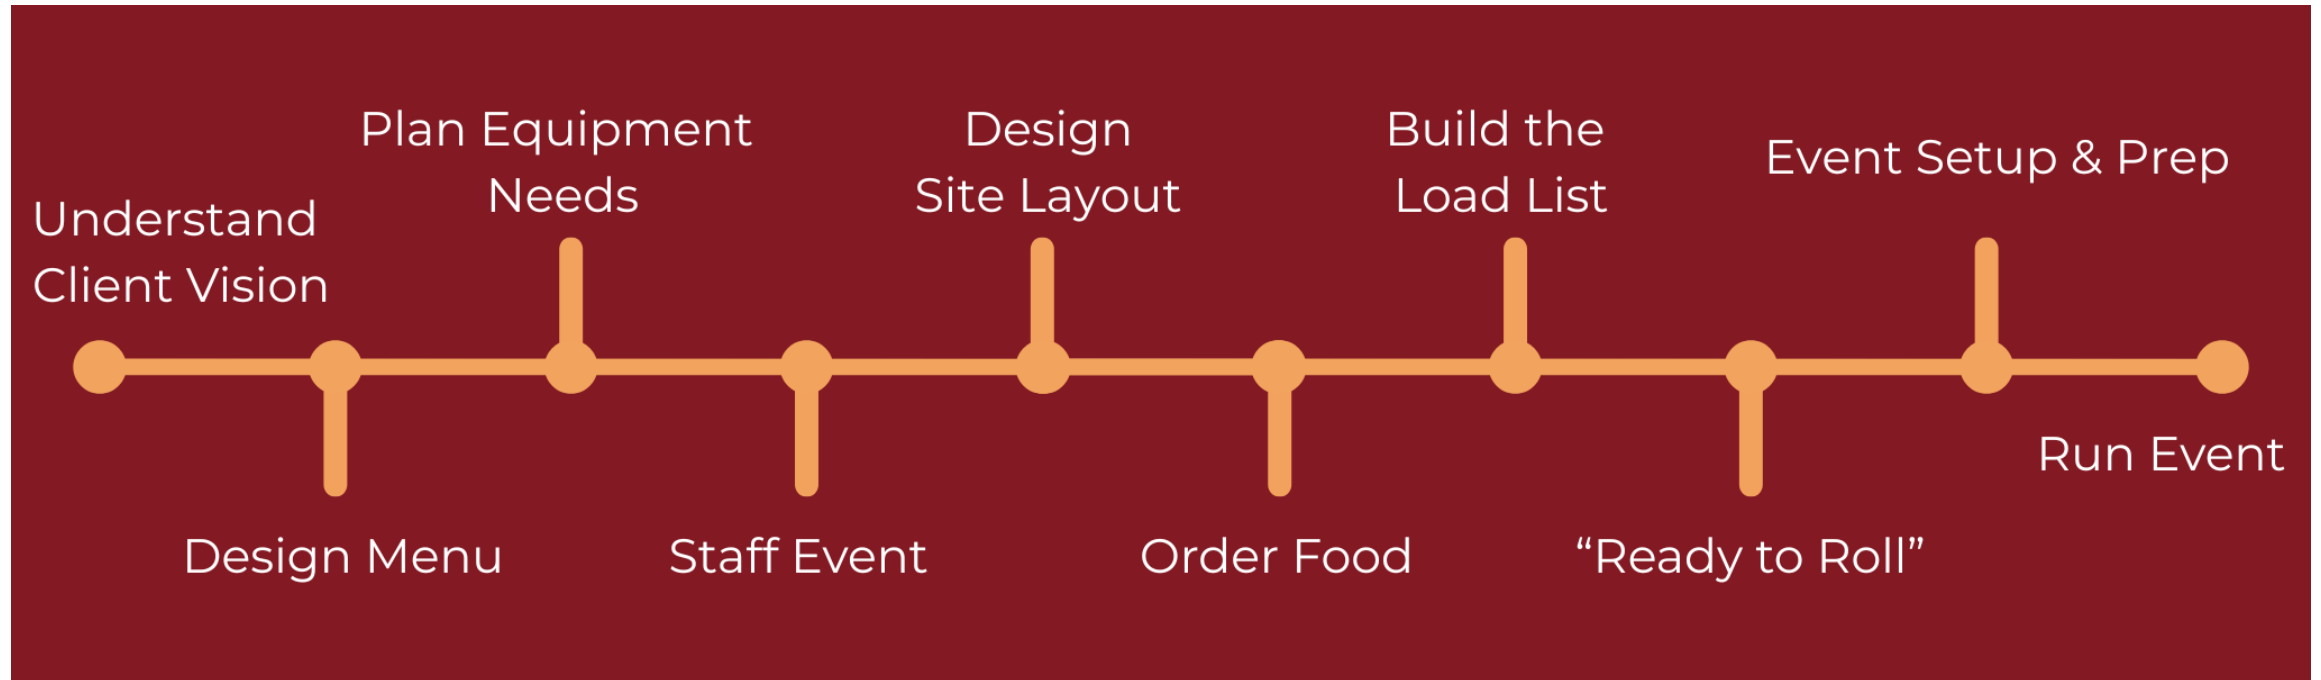 Understand
Client Vision
Design Menu
Plan Equipment
Needs
Staff Event
Design
Site Layout
Order Food
Build the
Load List
“Ready to Roll”
Event Setup & Prep
Run Event